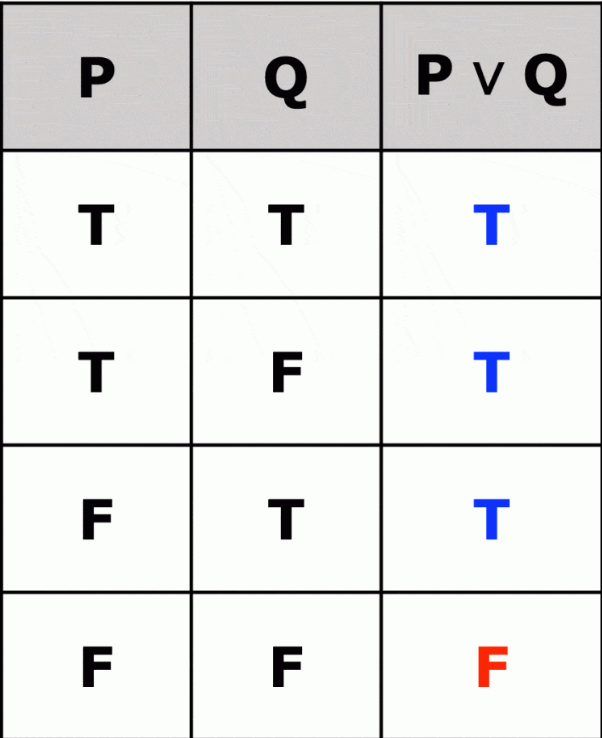 P Q P ∨ Q
T T T
T F T
F T T
F F F